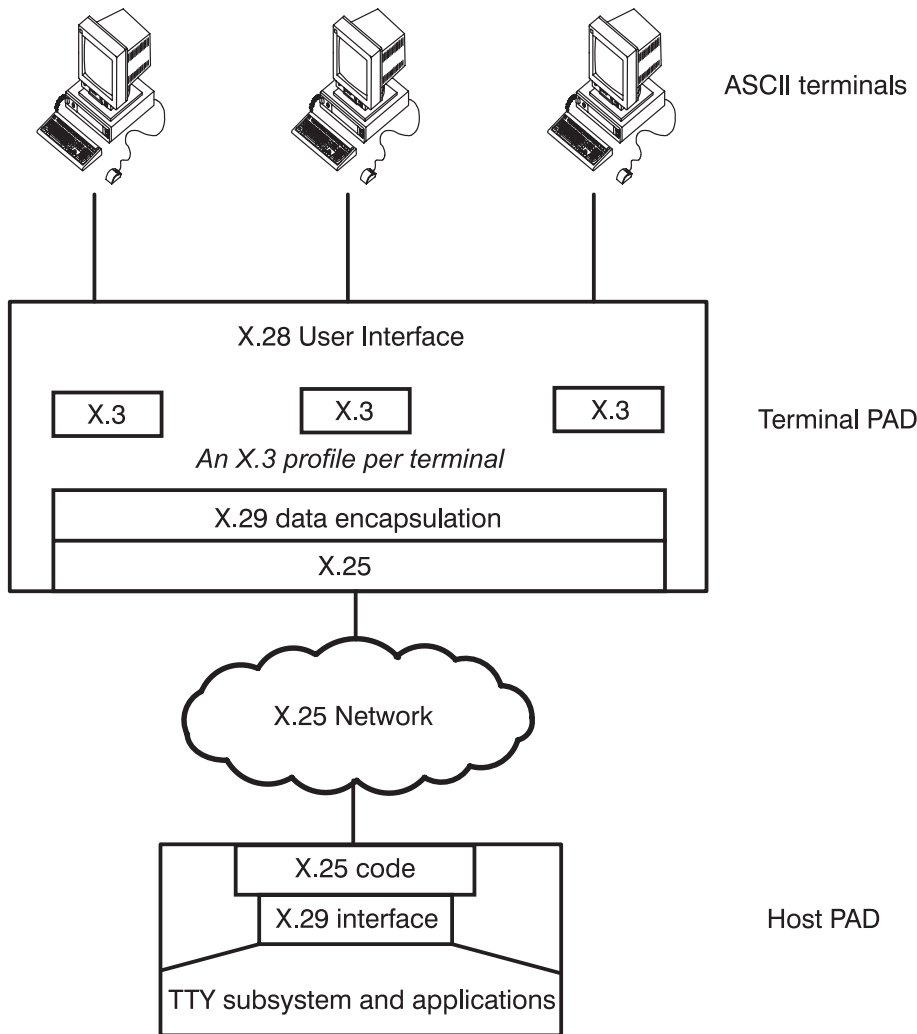 ASCII terminals
X.28 User Interface
X.3
X.3
X.3
Terminal PAD
An X.3 profile per terminal
X.29 data encapsulation
X.25
X.25 Network
X.25 code
X.29 interface
Host PAD
TTY subsystem and applications